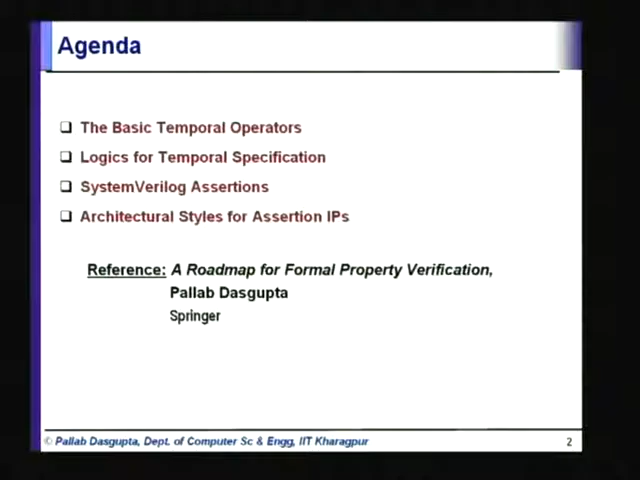 Agenda
The Basic Temporal Operators
Logics for Temporal Specification
SystemVerilog Assertions
Architectural Styles for Assertion IPs
Reference: A Roadmap for Formal Property Verification,
Pallab Dasgupta
Springer
© Pallab Dasgupta, Dept. of Computer Sc & Engg, IIT Kharagpur 2